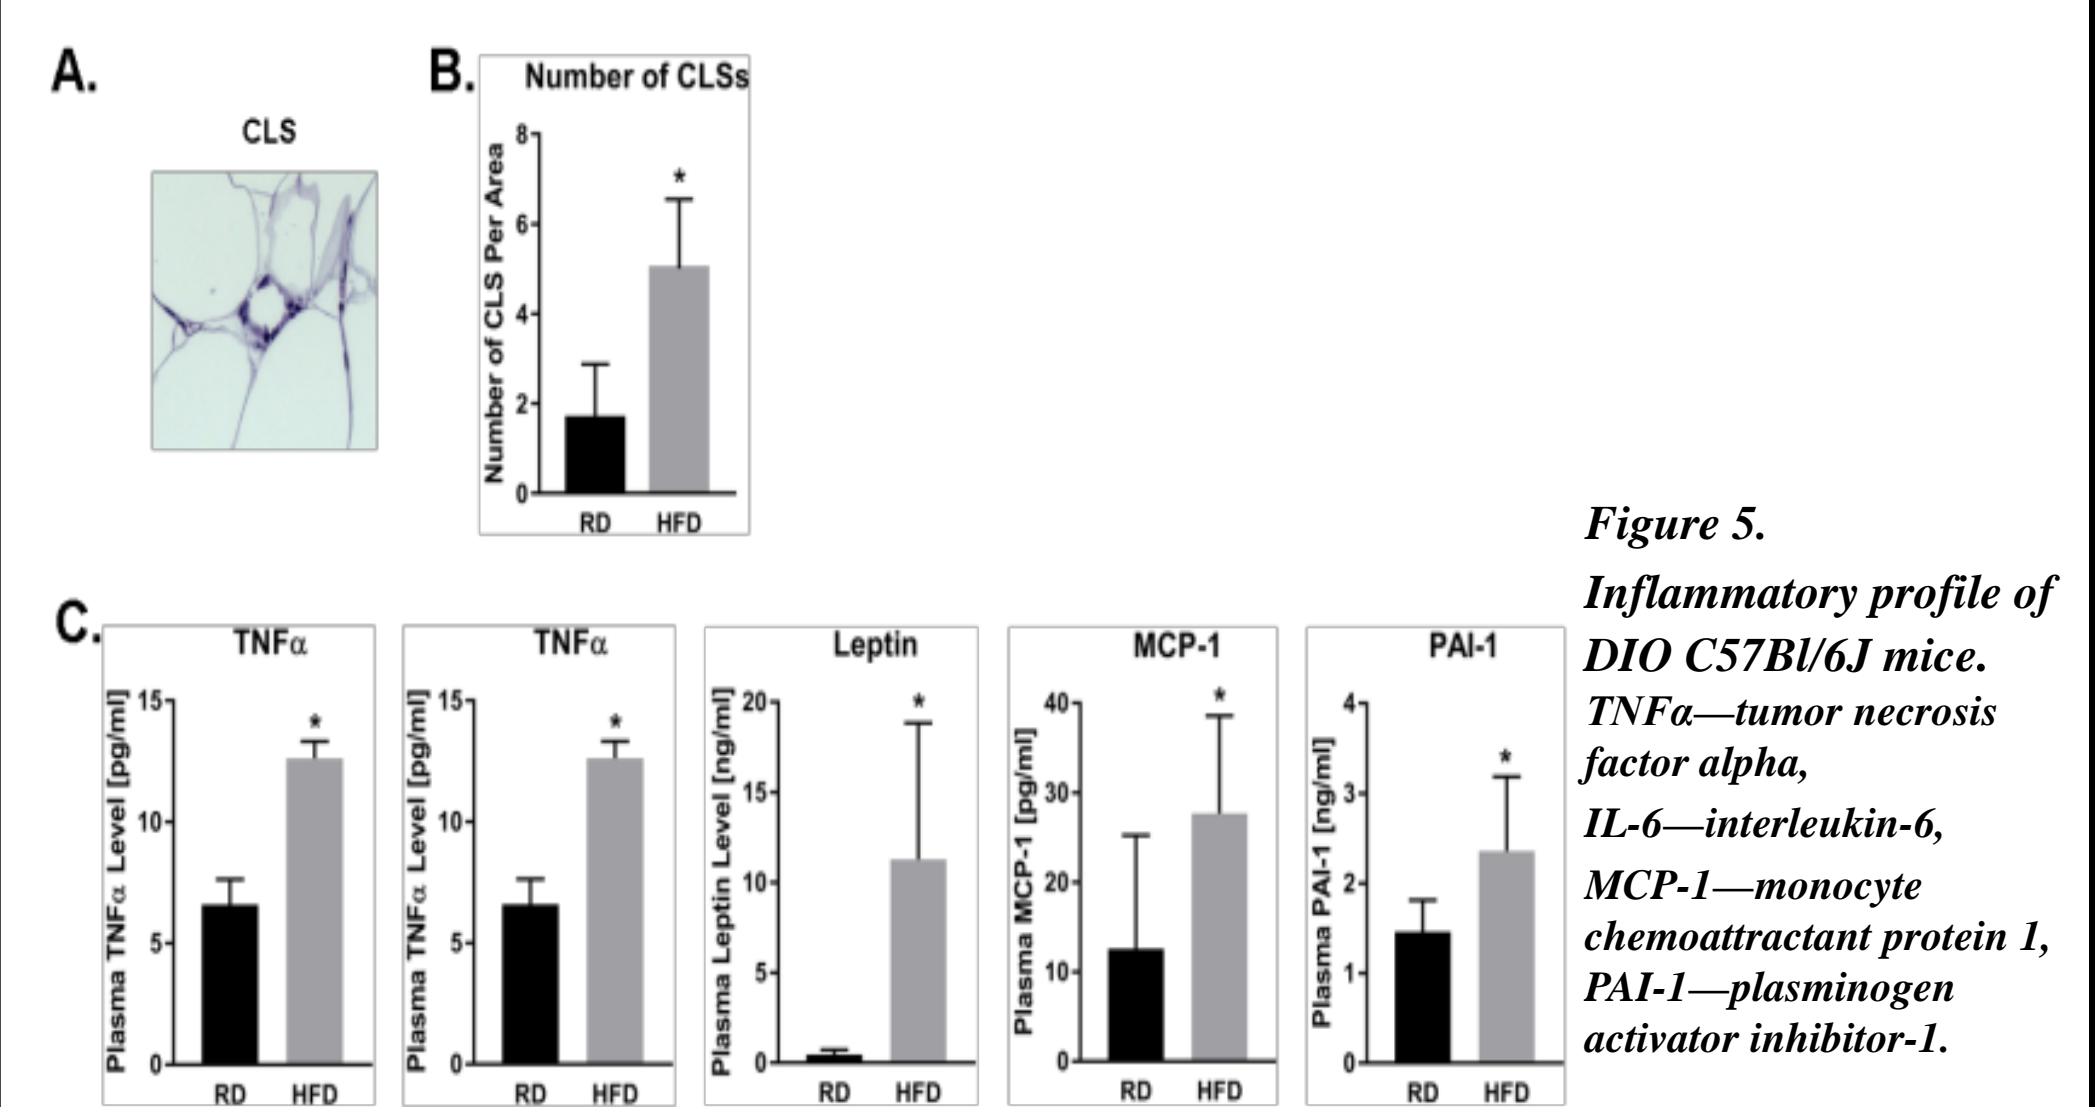 A.
CLS
B.
Number of CLSs
Number of CLS Per Area
8
6
4
2
0
*
RD HFD
C.
TNFα
Plasma TNFα Level [pg/ml]
15
10
5
0
*
RD HFD
TNFα
Plasma TNFα Level [pg/ml]
15
10
5
0
*
RD HFD
Leptin
Plasma Leptin Level [ng/ml]
20
15
10
5
0
*
RD HFD
MCP-1
Plasma MCP-1 [pg/ml]
40
30
20
10
0
*
RD HFD
PAI-1
Plasma PAI-1 [ng/ml]
4
3
2
1
0
*
RD HFD
Figure 5.
Inflammatory profile of
DIO C57Bl/6J mice.
TNFα—tumor necrosis
factor alpha,
IL-6—interleukin-6,
MCP-1—monocyte
chemoattractant protein 1,
PAI-1—plasminogen
activator inhibitor-1.